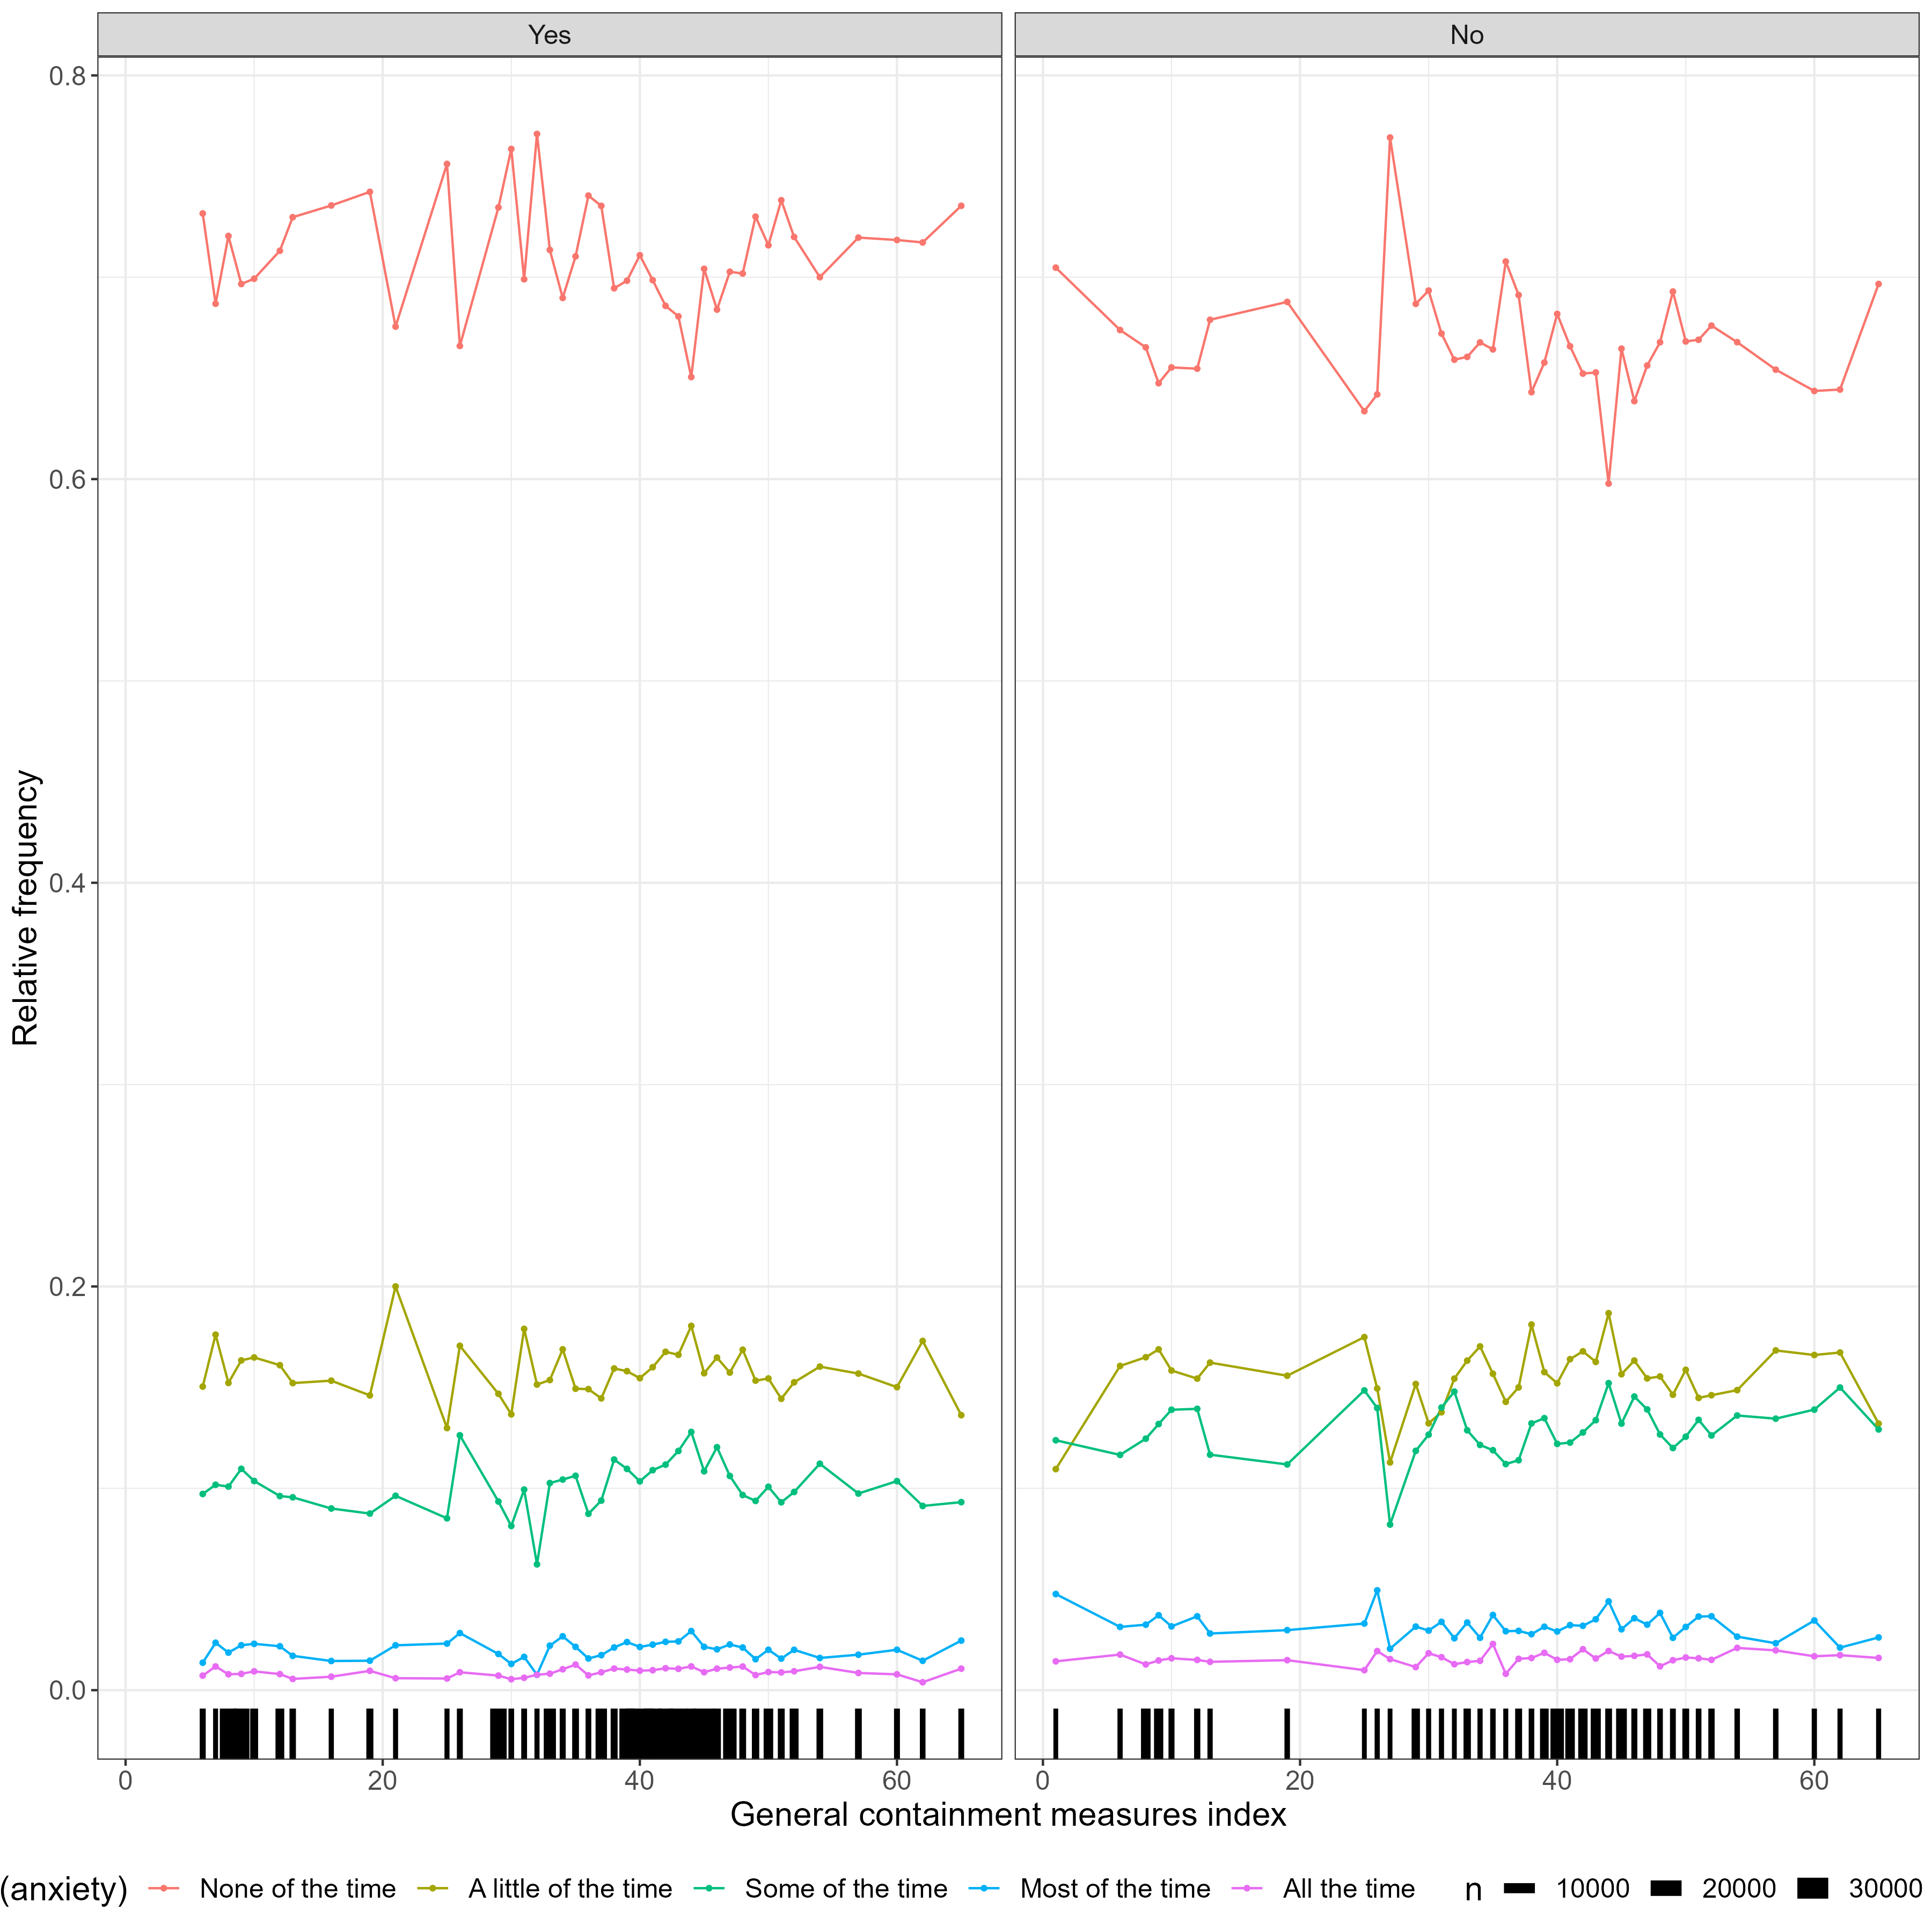 Yes
No
0.8
0.6
0.4
0.2
0.0
Relative frequency
0 20 40 60
0 20 40 60
General containment measures index
(anxiety) None of the time A little of the time Some of the time Most of the time All the time n 10000 20000 30000